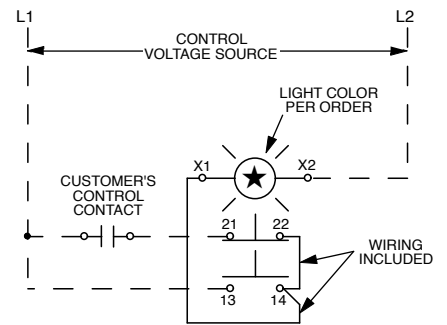 L1
L2
CONTROL
VOLTAGE SOURCE
LIGHT COLOR
PER ORDER
X1
X2
CUSTOMER'S
CONTROL
CONTACT
21
22
WIRING
INCLUDED
13
14